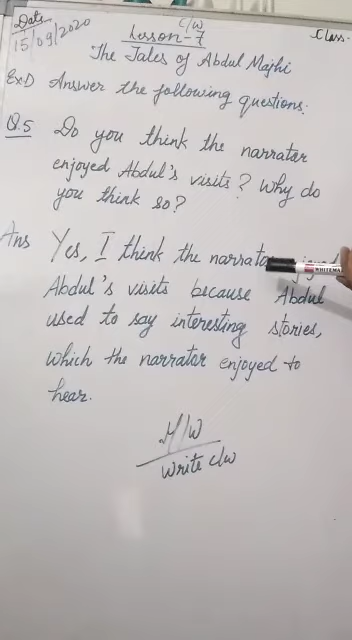 Date
15/09/2020
C/W
Lesson-7
Class-
The Tales of Abdul Majhi
Ex.1) Answer the following questions:
Q.5 Do you think the narrator
enjoyed Abdul's visits? Why do
you think so?
Ans Yes, I think the narrator
Abdul's visits because Abdul
used to say interesting stories,
which the narrator enjoyed to
hear.
H/W
Write c/w